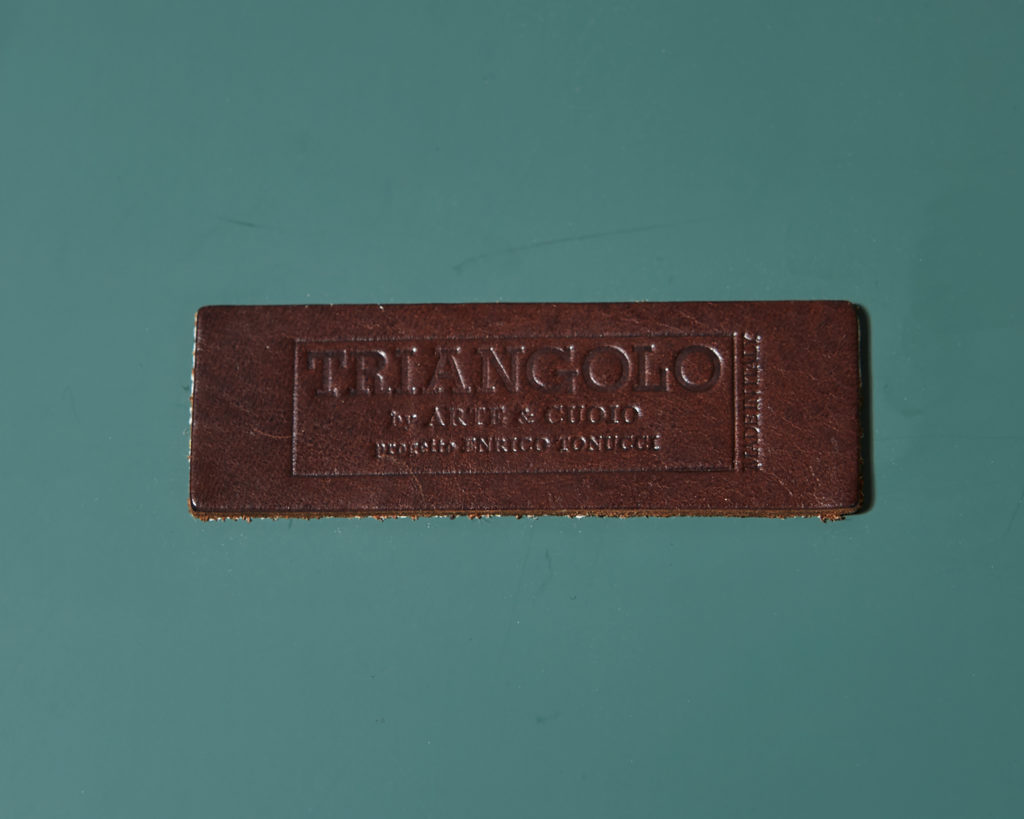 TRIANGOLO
by ARTE & CUOIO
progetto ENRICO TONUCCI
MADE IN ITALY